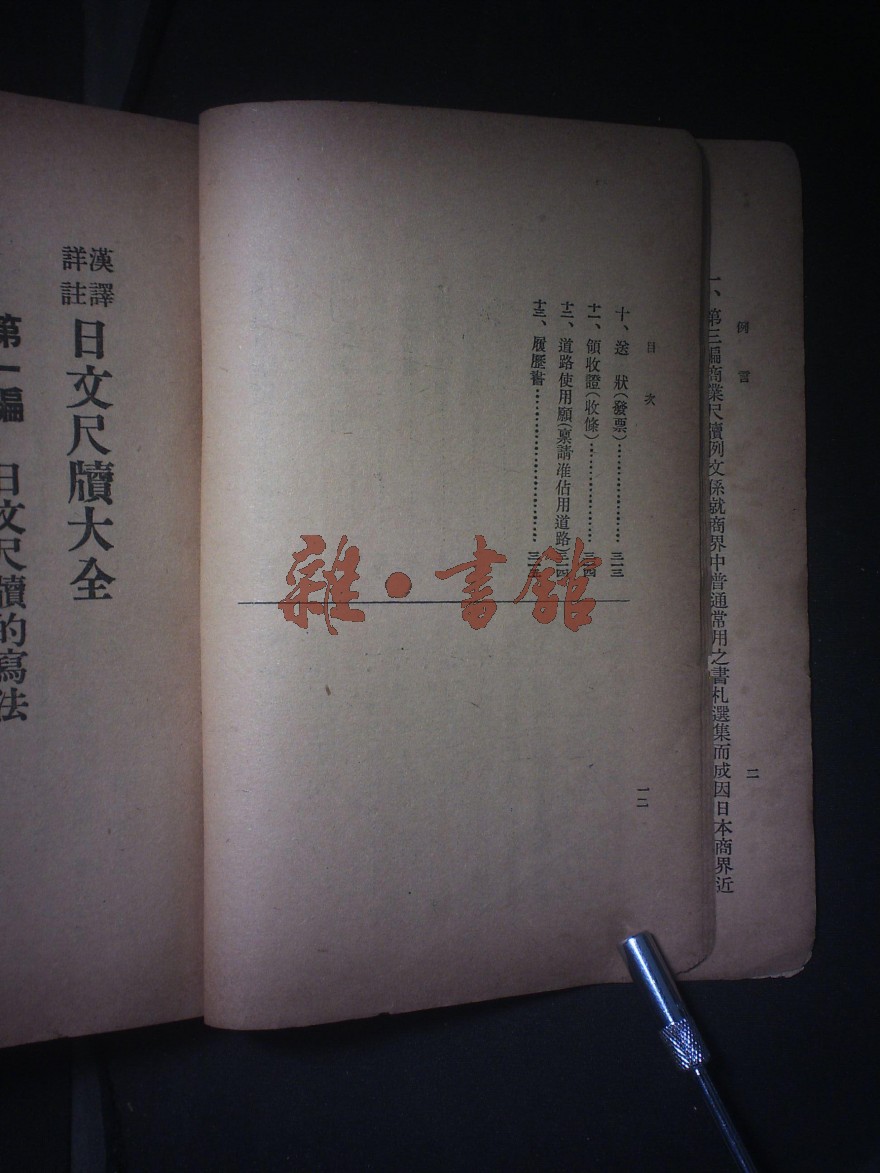 例言
二
一、第三編商業尺牘例文係就商界中普通常用之書札選集而成因日本商界近
目次
十、送 狀(發票)……………………三一三
十一、領收證(收條)……………………三一四
十二、道路使用願(稟請准佔用道路)三一四
十三、履歷書……………………
一二
雜·書館
漢譯
詳註
日文尺牘大全
第一編 日文尺牘的寫法